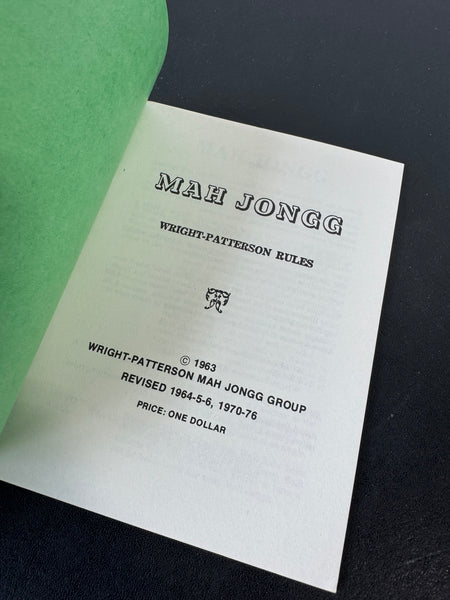 MAH JONGG
WRIGHT-PATTERSON RULES
© 1963
WRIGHT-PATTERSON MAH JONGG GROUP
REVISED 1964-5-6, 1970-76
PRICE: ONE DOLLAR